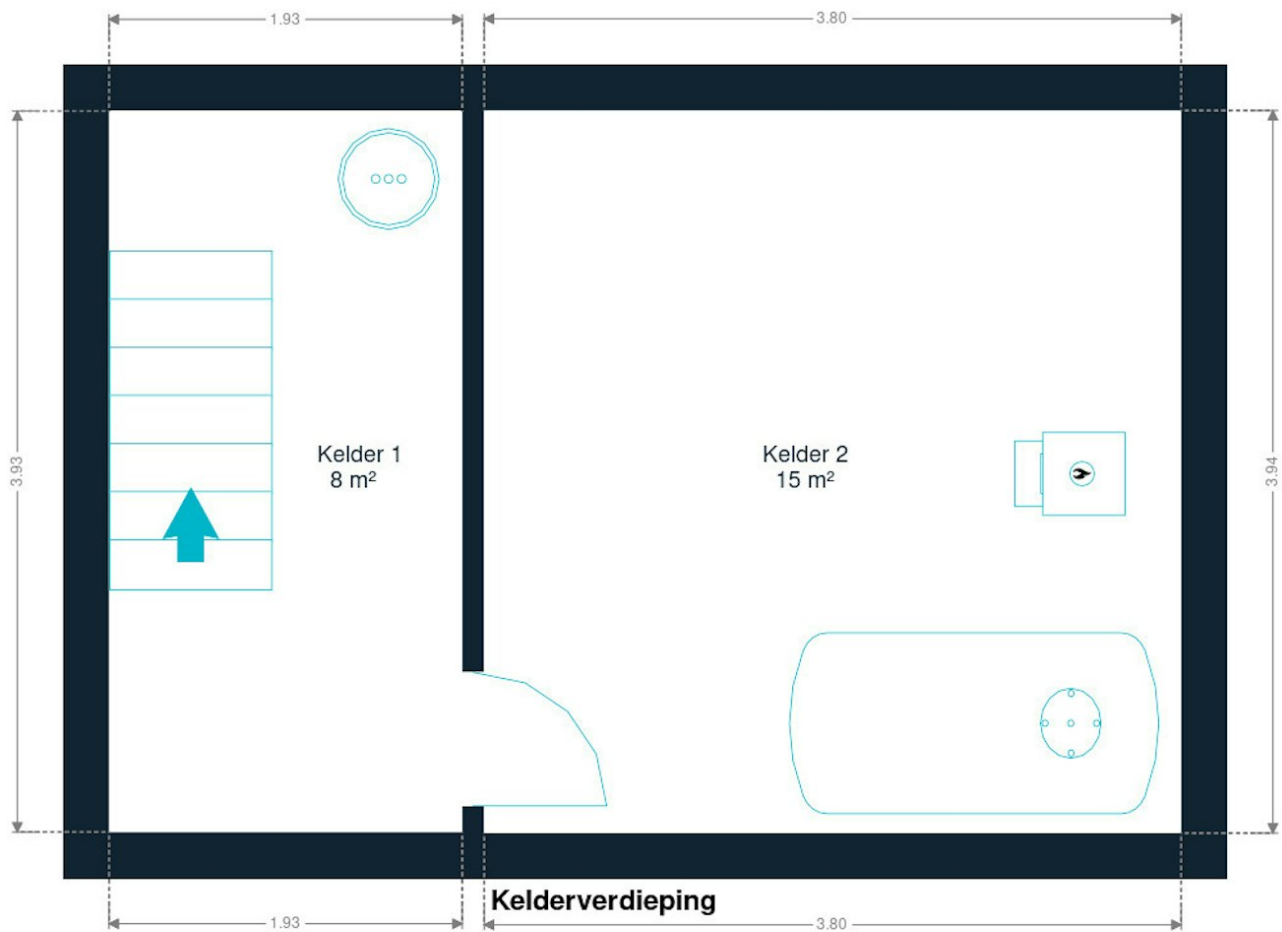 1.93
3.80
3.93
Kelder 1
8 m²
Kelder 2
15 m²
3.94
Kelderverdieping
1.93
3.80